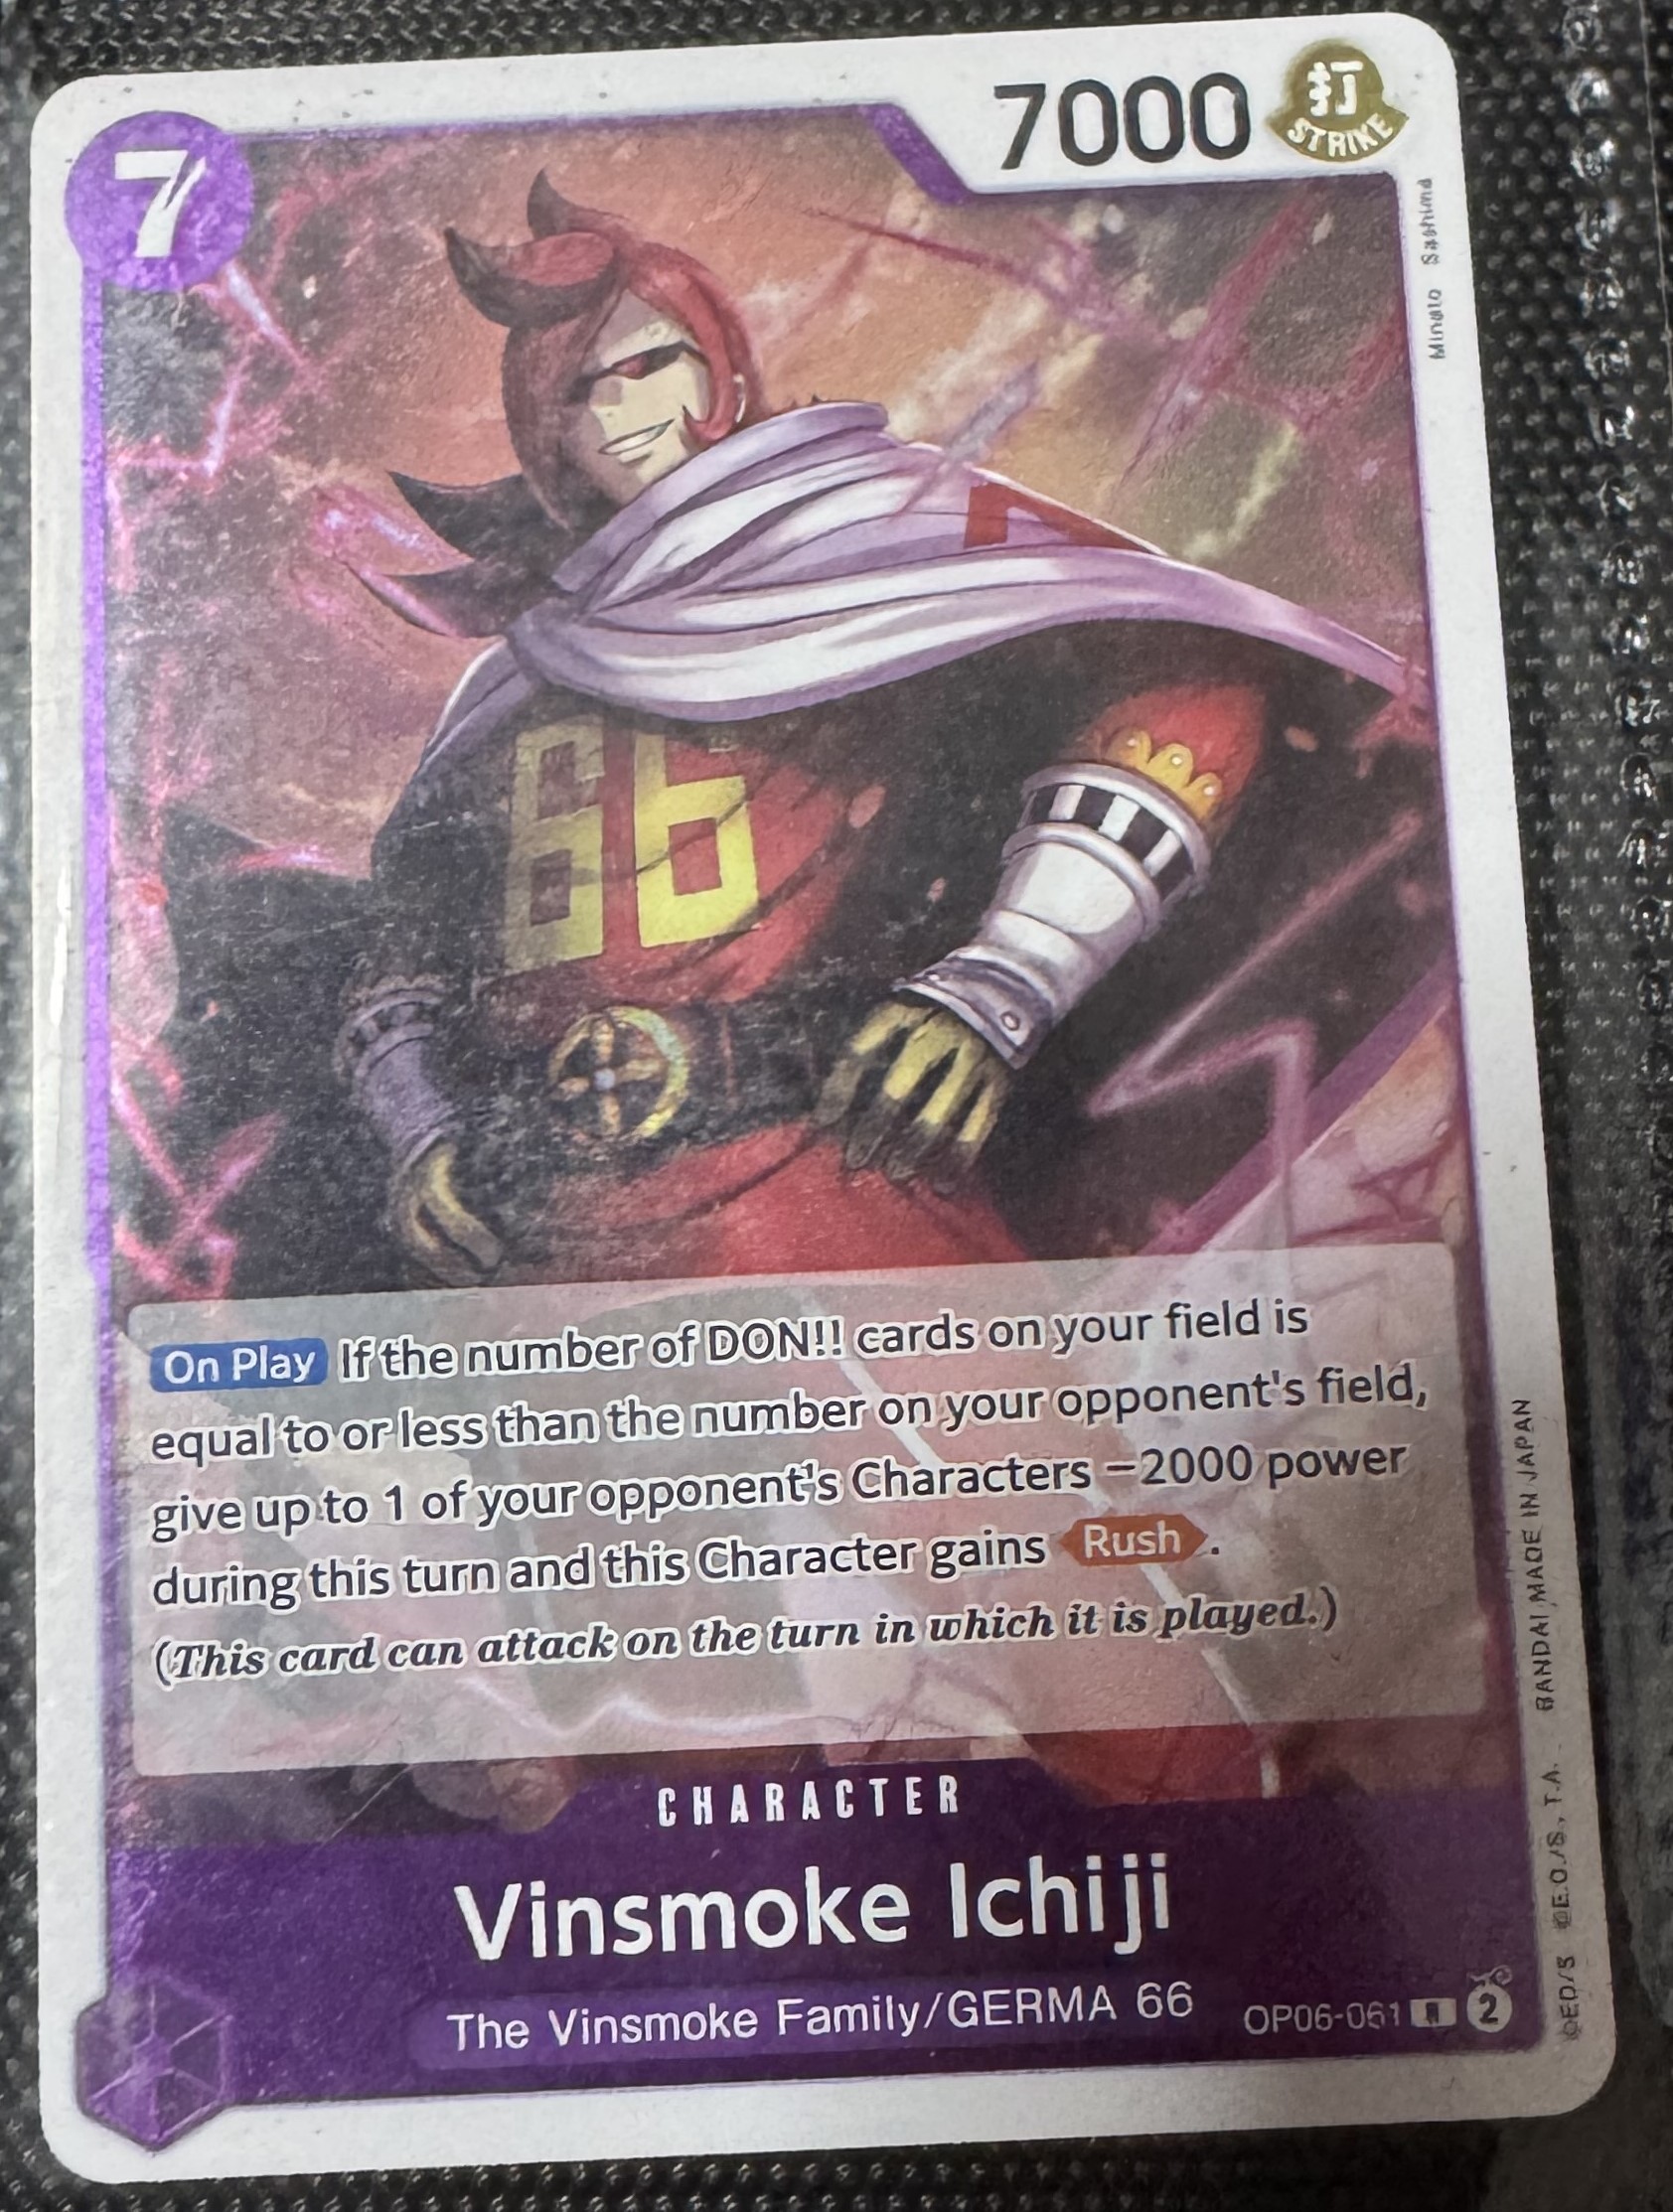 7
7000
打
STRIKE
Minato Sashima
66
On Play If the number of DON!! cards on your field is
equal to or less than the number on your opponent's field,
give up to 1 of your opponent's Characters −2000 power
during this turn and this Character gains Rush.
(This card can attack on the turn in which it is played.)
CHARACTER
Vinsmoke Ichiji
The Vinsmoke Family/GERMA 66
OP06-061 R 2
BANDAI,MADE IN JAPAN